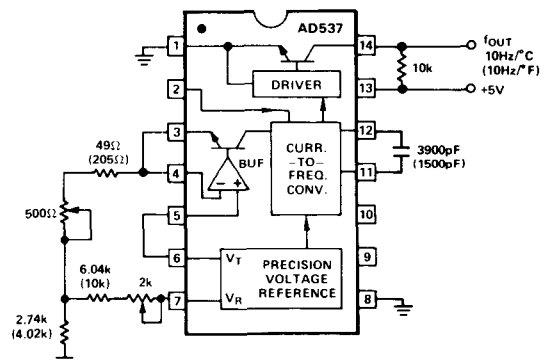 AD537
1
14
fOUT
10Hz/°C
(10Hz/°F)
10k
DRIVER
2
13
+5V
3
12
49Ω
(205Ω)
CURR.
-TO-
FREQ.
CONV.
3900pF
(1500pF)
BUF
4
11
- +
500Ω
5
10
6
VT
PRECISION
VOLTAGE
REFERENCE
9
6.04k
(10k)
2k
7
VR
8
2.74k
(4.02k)